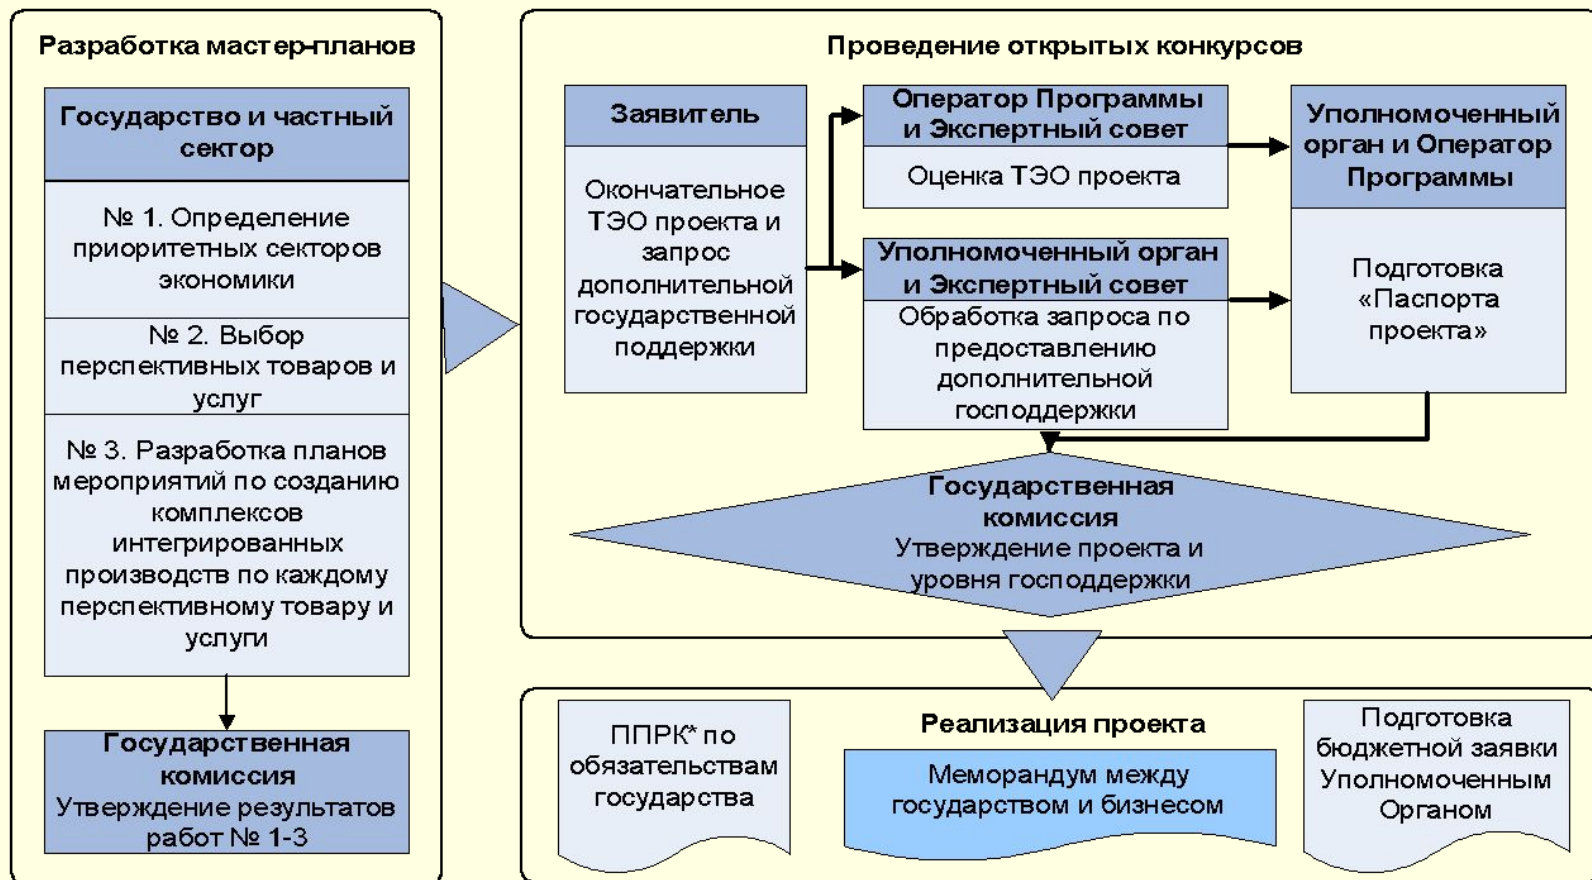 Разработка мастер-планов
Государство и частный
сектор
№ 1. Определение
приоритетных секторов
экономики
№ 2. Выбор
перспективных товаров и
услуг
№ 3. Разработка планов
мероприятий по созданию
комплексов
интегрированных
производств по каждому
перспективному товару и
услуги
Государственная
комиссия
Утверждение результатов
работ № 1-3
Проведение открытых конкурсов
Заявитель
Окончательное
ТЭО проекта и
запрос
дополнительной
государственной
поддержки
Оператор Программы
и Экспертный совет
Оценка ТЭО проекта
Уполномоченный орган
и Экспертный совет
Обработка запроса по
предоставлению
дополнительной
господдержки
Уполномоченный
орган и Оператор
Программы
Подготовка
«Паспорта
проекта»
Государственная
комиссия
Утверждение проекта и
уровня господдержки
Реализация проекта
ППРК* по
обязательствам
государства
Меморандум между
государством и бизнесом
Подготовка
бюджетной заявки
Уполномоченным
Органом